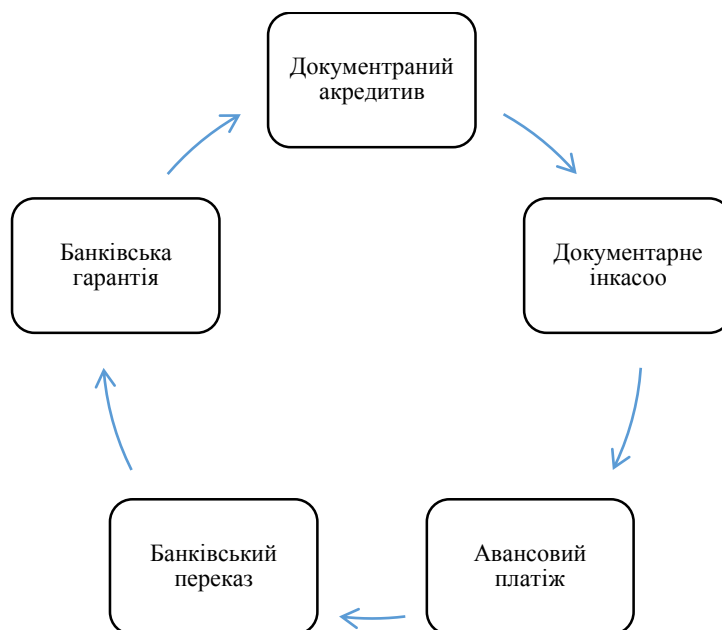 Документраний
акредитив
Документарне
інкасоо
Авансовий
платіж
Банківський
переказ
Банківська
гарантія